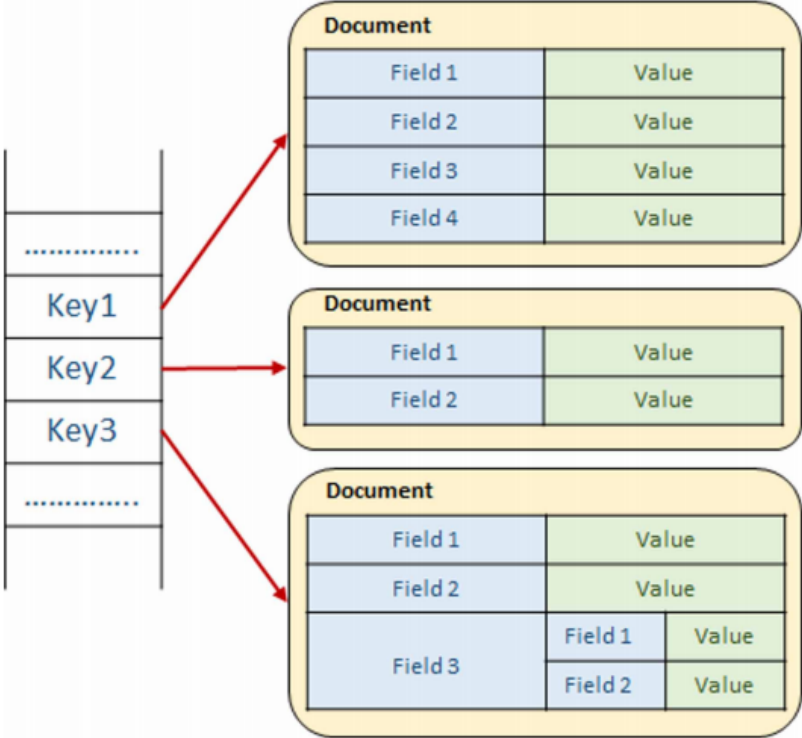 …………..
Key1
Key2
Key3
…………..
Document
Field 1 Value
Field 2 Value
Field 3 Value
Field 4 Value
Document
Field 1 Value
Field 2 Value
Document
Field 1 Value
Field 2 Value
Field 3
Field 1 Value
Field 2 Value